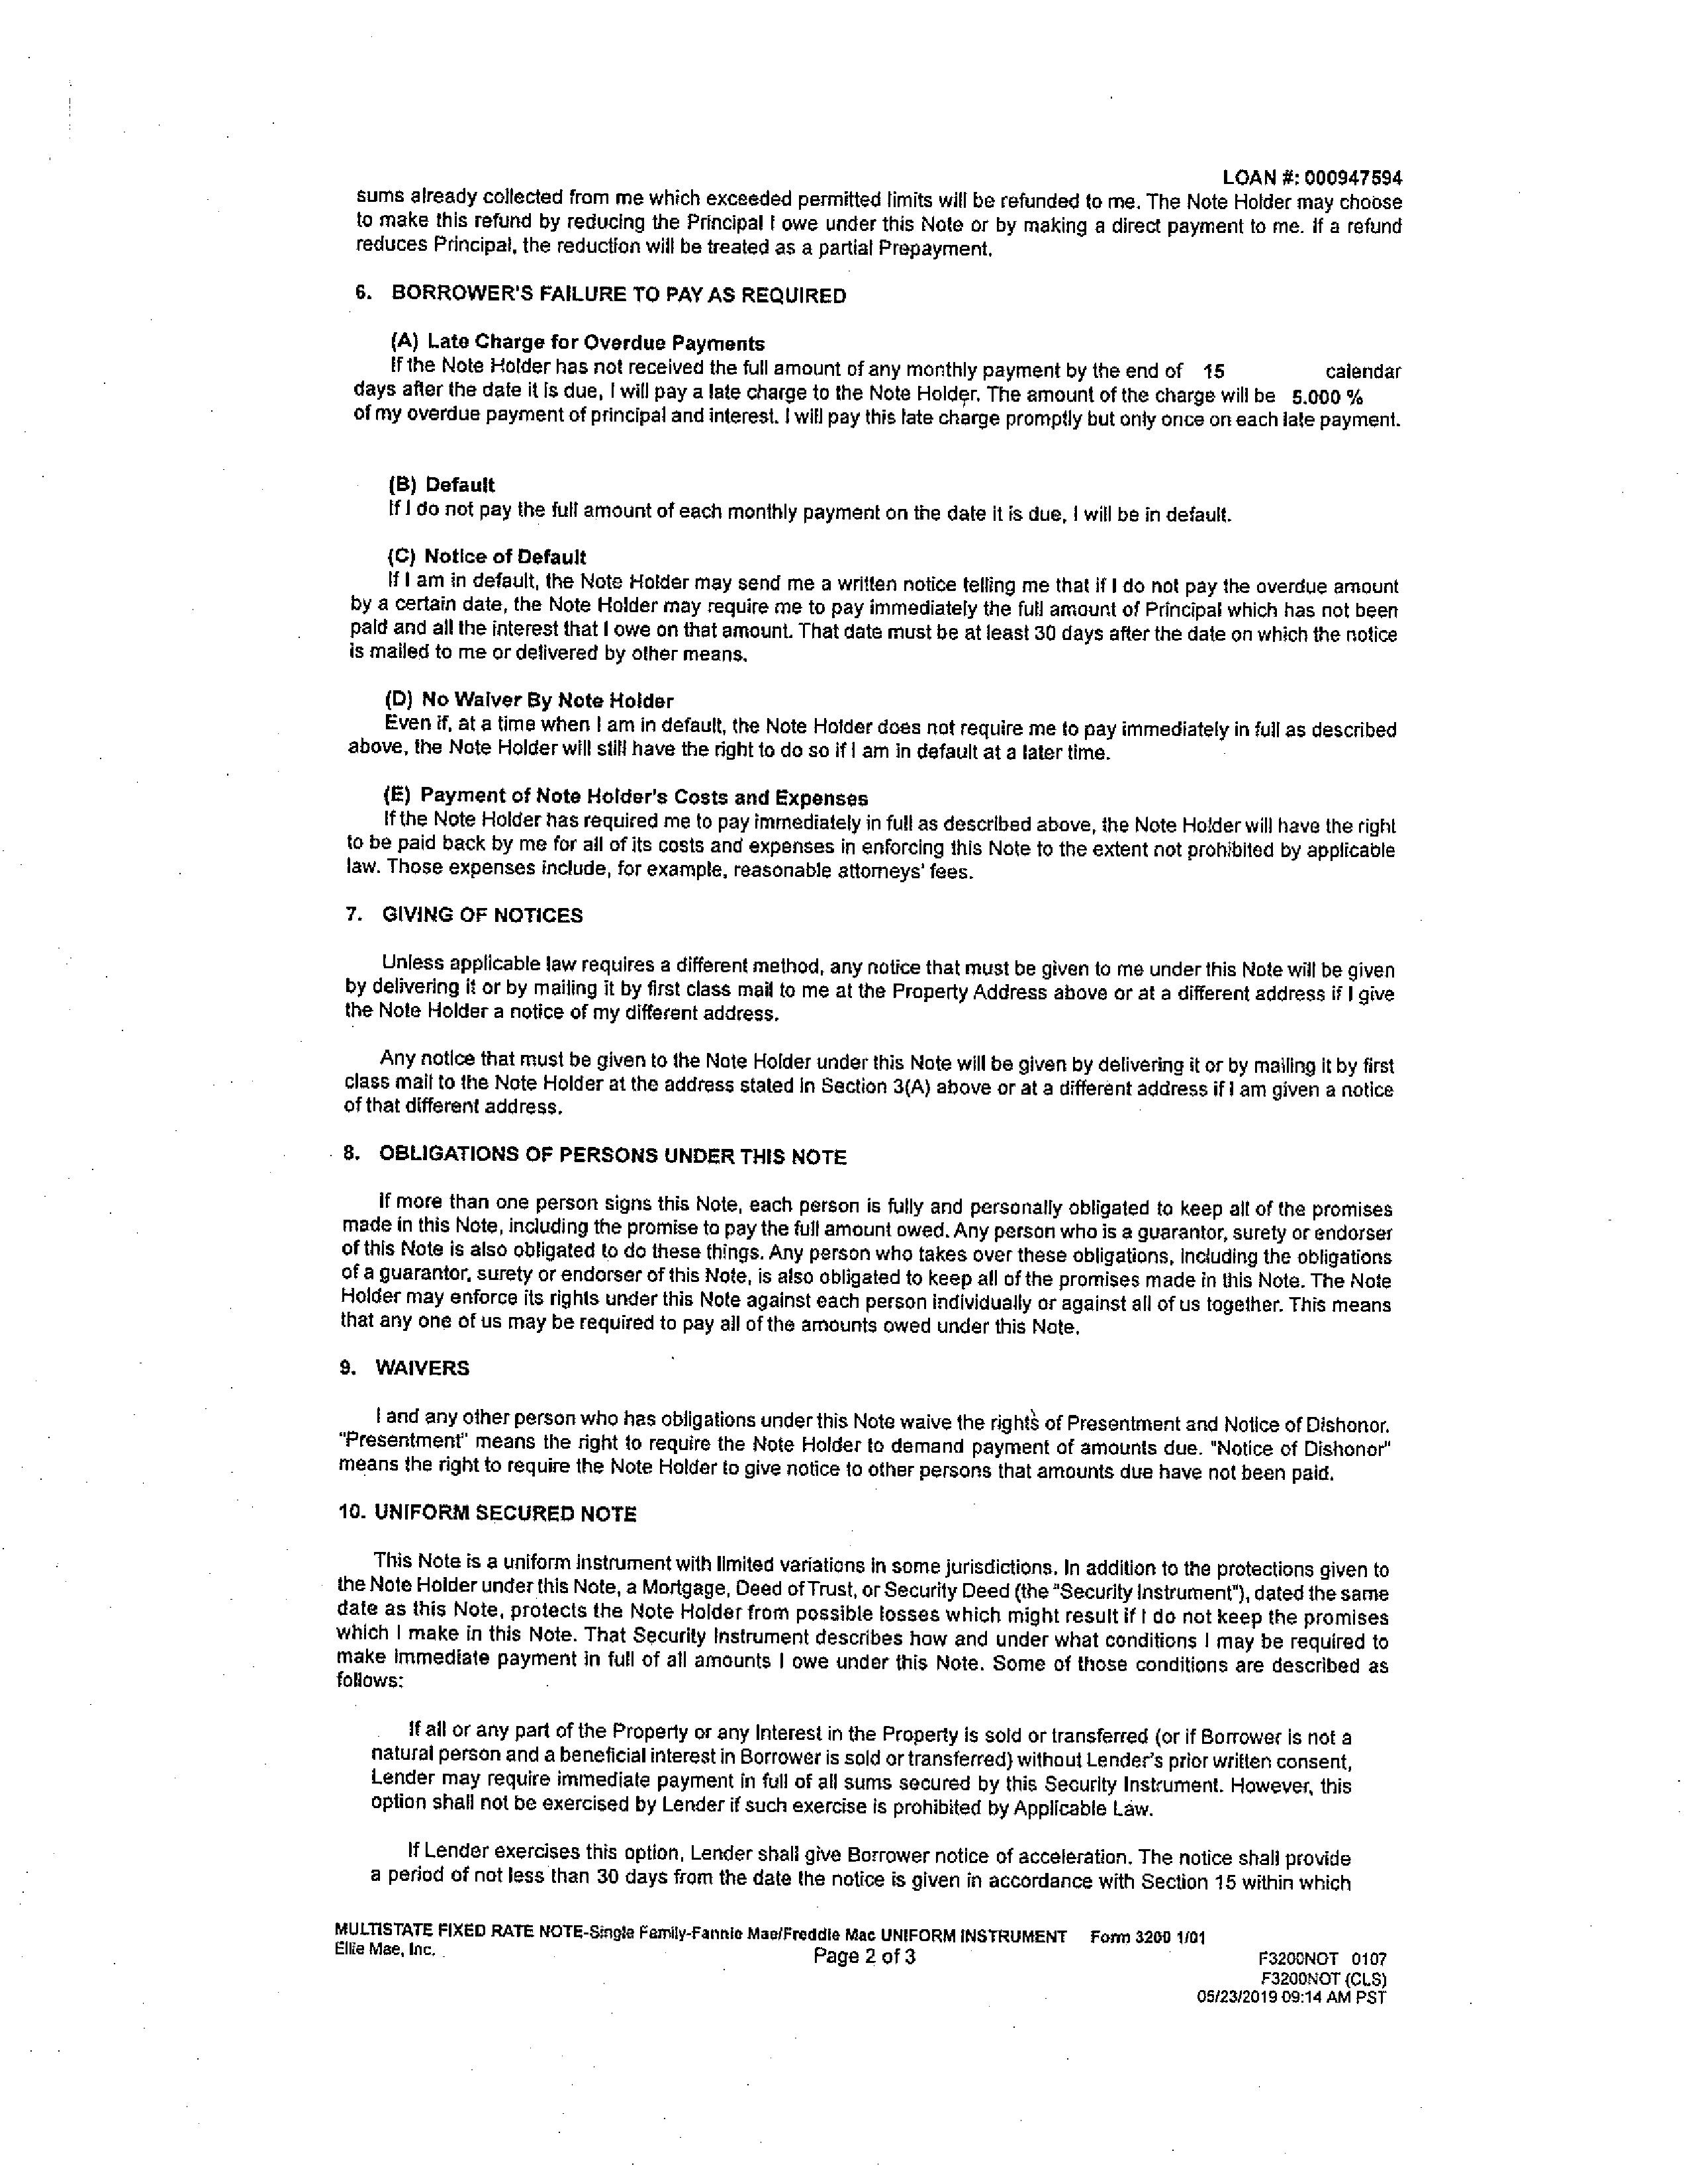 LOAN #: 000947594
sums already collected from me which exceeded permitted limits will be refunded to me. The Note Holder may choose
to make this refund by reducing the Principal I owe under this Note or by making a direct payment to me. If a refund
reduces Principal, the reduction will be treated as a partial Prepayment.
6. BORROWER'S FAILURE TO PAY AS REQUIRED
(A) Late Charge for Overdue Payments
If the Note Holder has not received the full amount of any monthly payment by the end of 15 calendar
days after the date it is due, I will pay a late charge to the Note Holder. The amount of the charge will be 5.000 %
of my overdue payment of principal and interest. I will pay this late charge promptly but only once on each late payment.
(B) Default
If I do not pay the full amount of each monthly payment on the date it is due, I will be in default.
(C) Notice of Default
If I am in default, the Note Holder may send me a written notice telling me that if I do not pay the overdue amount
by a certain date, the Note Holder may require me to pay immediately the full amount of Principal which has not been
paid and all the interest that I owe on that amount. That date must be at least 30 days after the date on which the notice
is mailed to me or delivered by other means.
(D) No Waiver By Note Holder
Even if, at a time when I am in default, the Note Holder does not require me to pay immediately in full as described
above, the Note Holder will still have the right to do so if I am in default at a later time.
(E) Payment of Note Holder's Costs and Expenses
If the Note Holder has required me to pay immediately in full as described above, the Note Holder will have the right
to be paid back by me for all of its costs and expenses in enforcing this Note to the extent not prohibited by applicable
law. Those expenses include, for example, reasonable attorneys' fees.
7. GIVING OF NOTICES
Unless applicable law requires a different method, any notice that must be given to me under this Note will be given
by delivering it or by mailing it by first class mail to me at the Property Address above or at a different address if I give
the Note Holder a notice of my different address.
Any notice that must be given to the Note Holder under this Note will be given by delivering it or by mailing it by first
class mail to the Note Holder at the address stated in Section 3(A) above or at a different address if I am given a notice
of that different address.
8. OBLIGATIONS OF PERSONS UNDER THIS NOTE
If more than one person signs this Note, each person is fully and personally obligated to keep all of the promises
made in this Note, including the promise to pay the full amount owed. Any person who is a guarantor, surety or endorser
of this Note is also obligated to do these things. Any person who takes over these obligations, including the obligations
of a guarantor, surety or endorser of this Note, is also obligated to keep all of the promises made in this Note. The Note
Holder may enforce its rights under this Note against each person individually or against all of us together. This means
that any one of us may be required to pay all of the amounts owed under this Note.
9. WAIVERS
I and any other person who has obligations under this Note waive the rights of Presentment and Notice of Dishonor.
"Presentment" means the right to require the Note Holder to demand payment of amounts due. "Notice of Dishonor"
means the right to require the Note Holder to give notice to other persons that amounts due have not been paid.
10. UNIFORM SECURED NOTE
This Note is a uniform instrument with limited variations in some jurisdictions. In addition to the protections given to
the Note Holder under this Note, a Mortgage, Deed of Trust, or Security Deed (the "Security Instrument"), dated the same
date as this Note, protects the Note Holder from possible losses which might result if I do not keep the promises
which I make in this Note. That Security Instrument describes how and under what conditions I may be required to
make immediate payment in full of all amounts I owe under this Note. Some of those conditions are described as
follows:
If all or any part of the Property or any Interest in the Property is sold or transferred (or if Borrower is not a
natural person and a beneficial interest in Borrower is sold or transferred) without Lender's prior written consent,
Lender may require immediate payment in full of all sums secured by this Security Instrument. However, this
option shall not be exercised by Lender if such exercise is prohibited by Applicable Law.
If Lender exercises this option, Lender shall give Borrower notice of acceleration. The notice shall provide
a period of not less than 30 days from the date the notice is given in accordance with Section 15 within which
MULTISTATE FIXED RATE NOTE-Single Family-Fannie Mae/Freddie Mac UNIFORM INSTRUMENT Form 3200 1/01
Ellie Mae, Inc. Page 2 of 3
F3200NOT 0107
F3200NOT (CLS)
05/23/2019 09:14 AM PST